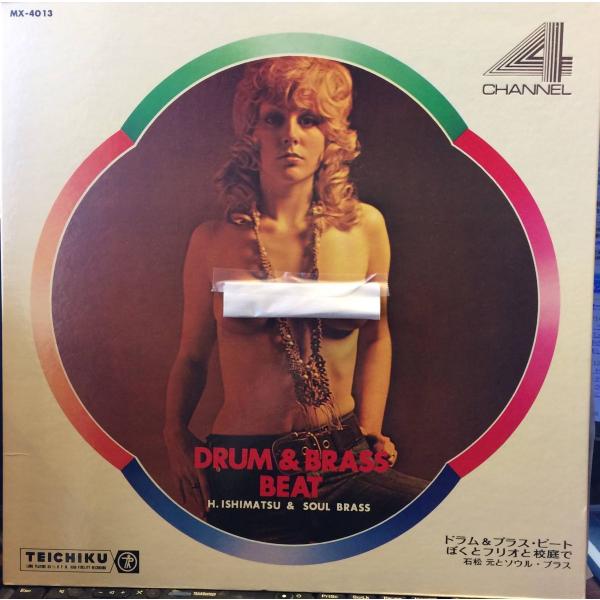 MX-4013
4
CHANNEL
DRUM & BRASS
BEAT
H. ISHIMATSU & SOUL BRASS
ドラム&ブラス・ビート
ぼくとフリオと校庭で
石松 元とソウル・ブラス
TEICHIKU